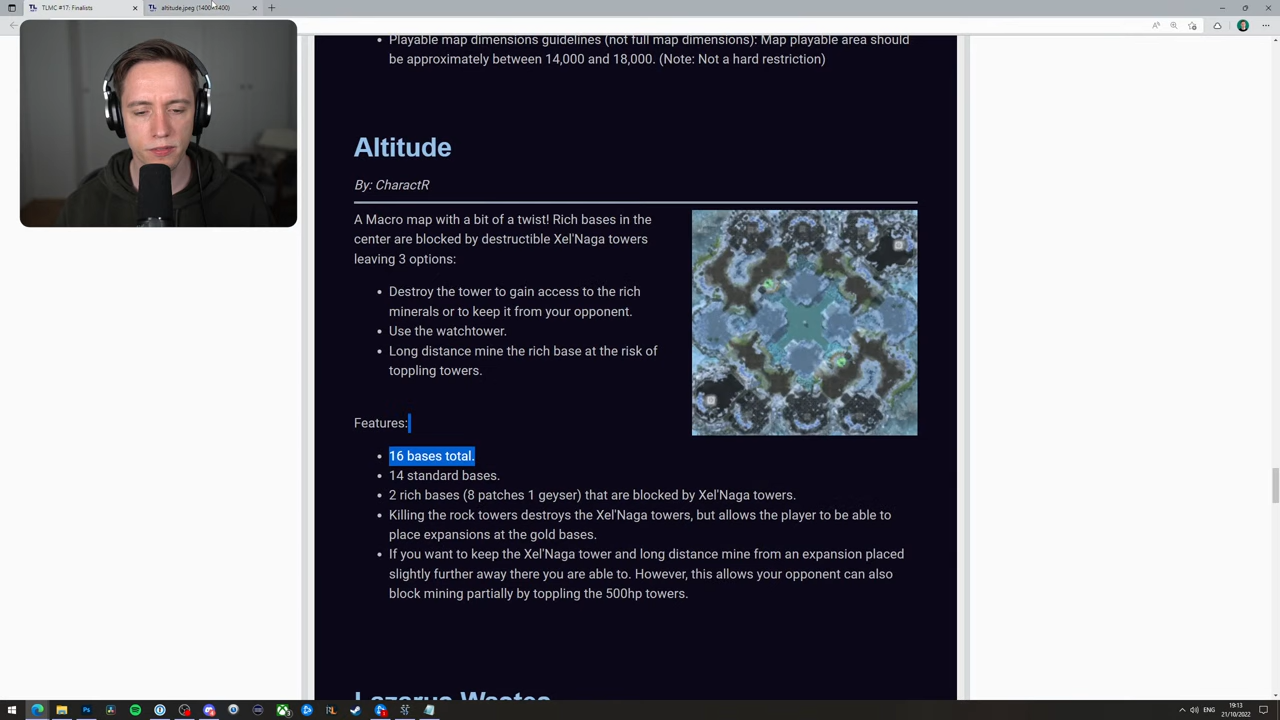 TLMC #17: Finalists
altitude.jpeg (1400×1400)
Playable map dimensions guidelines (not full map dimensions): Map playable area should
be approximately between 14,000 and 18,000. (Note: Not a hard restriction)
Altitude
By: CharactR
A Macro map with a bit of a twist! Rich bases in the
center are blocked by destructible Xel'Naga towers
leaving 3 options:
Destroy the tower to gain access to the rich
minerals or to keep it from your opponent.
Use the watchtower.
Long distance mine the rich base at the risk of
toppling towers.
Features:
16 bases total.
14 standard bases.
2 rich bases (8 patches 1 geyser) that are blocked by Xel'Naga towers.
Killing the rock towers destroys the Xel'Naga towers, but allows the player to be able to
place expansions at the gold bases.
If you want to keep the Xel'Naga tower and long distance mine from an expansion placed
slightly further away there you are able to. However, this allows your opponent can also
block mining partially by toppling the 500hp towers.
Lazarus Wastes
ENG
19:13
21/10/2022